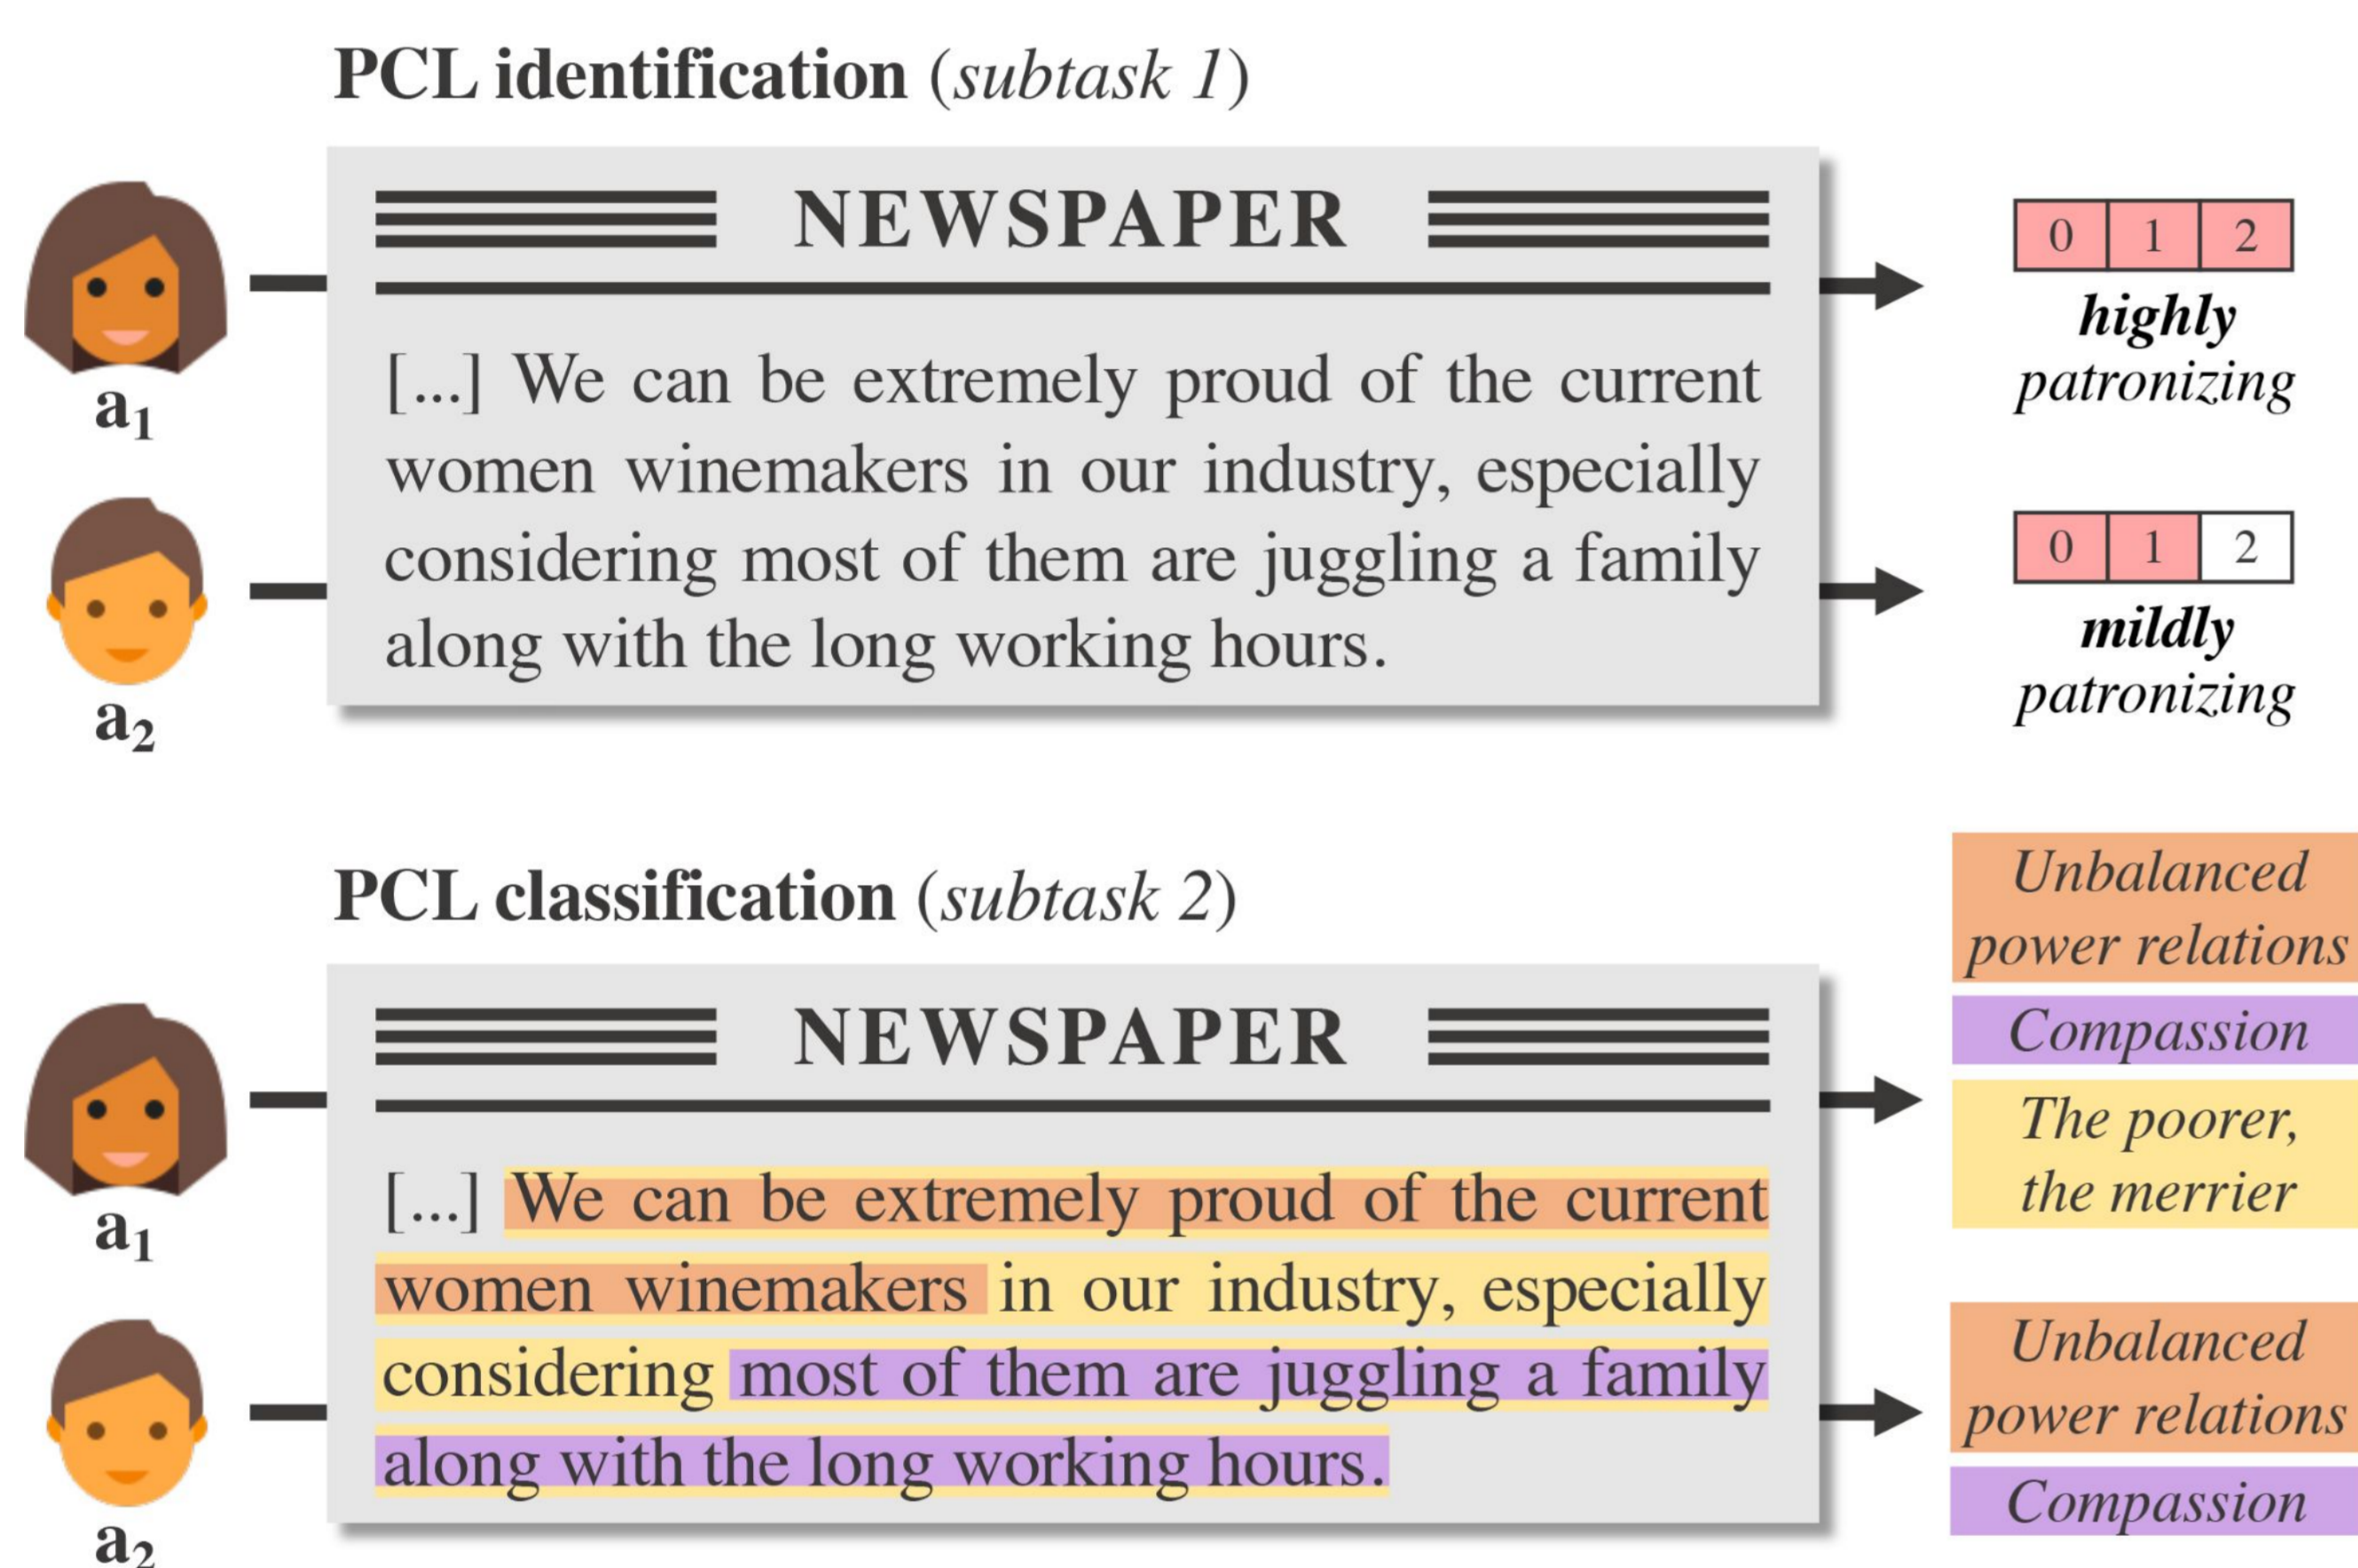 PCL identification (subtask 1)
NEWSPAPER
[...] We can be extremely proud of the current
women winemakers in our industry, especially
considering most of them are juggling a family
along with the long working hours.
a1
a2
0 1 2
highly
patronizing
0 1 2
mildly
patronizing
PCL classification (subtask 2)
NEWSPAPER
[...] We can be extremely proud of the current
women winemakers in our industry, especially
considering most of them are juggling a family
along with the long working hours.
a1
a2
Unbalanced
power relations
Compassion
The poorer,
the merrier
Unbalanced
power relations
Compassion